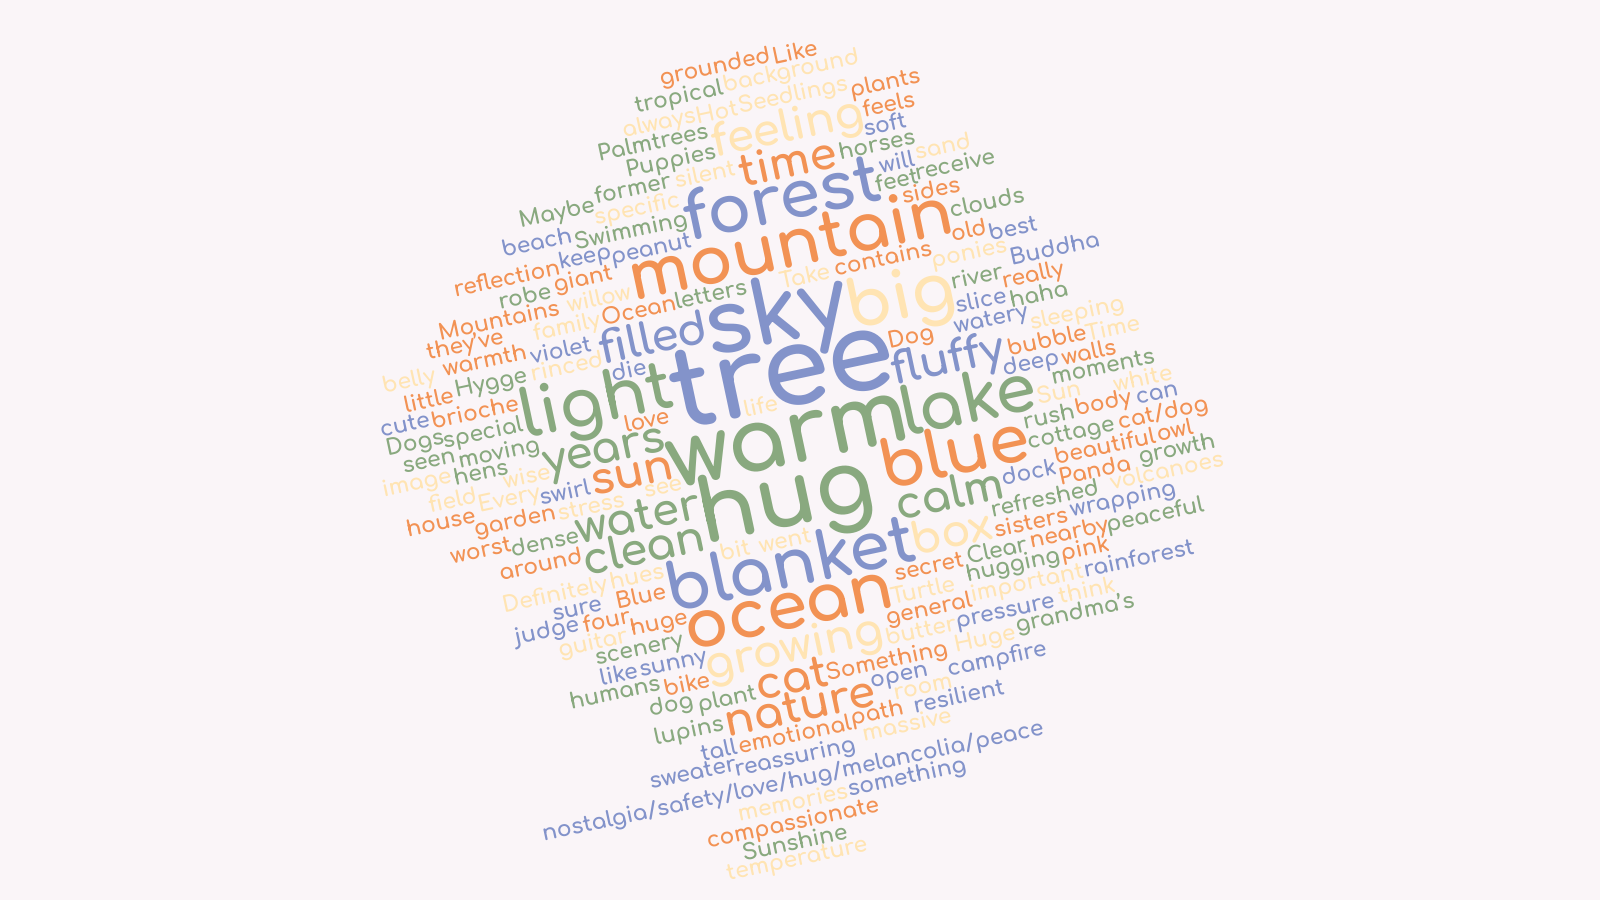 grounded Like
background
tropical
plants
Seedlings
Hot
always
feels
feeling
soft
Palmtrees
horses
Puppies
time
sand
will
silent
receive
feet
former
forest
sides
specific
Maybe
clouds
Swimming
mountain
best
old
beach
peanut
keep
contains
Buddha
ponies
Take
reflection
giant
robe
letters
big
river
really
willow
Ocean
sky
slice
haha
Mountains
family
filled
watery
sleeping
they've
violet
Dog
bubble
Time
warmth
rinced
die
tree
fluffy
deep
walls
belly
Hygge
moments
little
light
lake
white
brioche
cute
love
life
Sun
can
body
Dogs
special
warm
rush
cat/dog
cottage
seen
moving
years
blue
beautiful
owl
hens
wise
sun
growth
image
dock
Panda
volcanoes
field
Every
swirl
see
hug
calm
refreshed
wrapping
house
garden
stress
water
box
sisters
peaceful
nearby
worst
dense
clean
bit
went
Clear
pink
around
blanket
secret
hugging
rainforest
Definitely
hues
Turtle
important
think
sure
Blue
ocean
general
pressure
grandma's
judge
four
huge
butter
Huge
guitar
growing
scenery
Something
campfire
like
sunny
cat
open
humans
bike
room
resilient
dog
plant
nature
lupins
path
massive
emotional
tall
reassuring
sweater
nostalgia/safety/love/hug/melancolia/peace
something
memories
compassionate
Sunshine
temperature